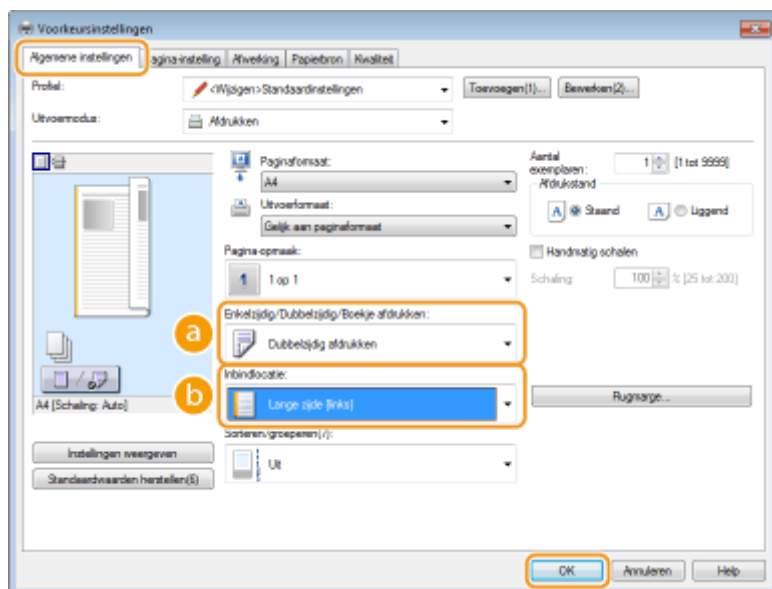 Voorkeursinstellingen
Algemene instellingen Pagina-instelling Afwerking Papierbron Kwaliteit
Profiel: <Wijzigen>Standaardinstellingen Toevoegen(1)... Bewerken(2)...
Uitvoermodus: Afdrukken
Paginaformaat:
A4
Uitvoerformaat:
Gelijk aan paginaformaat
Pagina-opmaak:
1 1 op 1
a
Enkelzijdig/Dubbelzijdig/Boekje afdrukken:
Dubbelzijdig afdrukken
b
Inbindlocatie:
Lange zijde [links]
Sorteren/groeperen(7):
Uit
Aantal
exemplaren: 1 [1 tot 9999]
Afdrukstand
A Staand A Liggend
Handmatig schalen
Schaling: 100 % [25 tot 200]
Rugmarge...
A4 [Schaling: Auto]
Instellingen weergeven
Standaardwaarden herstellen(6)
OK Annuleren Help